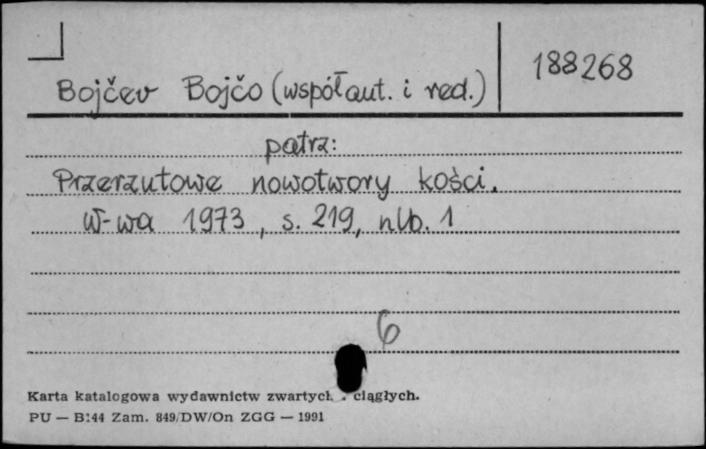 188268
Bojčev Bojčo (współaut. i red.)
patrz:
Przerzutowe nowotwory kości.
W-wa 1973, s. 219, nlb. 1
6
Karta katalogowa wydawnictw zwartych ciągłych.
PU — B144 Zam. 849/DW/On ZGG — 1991